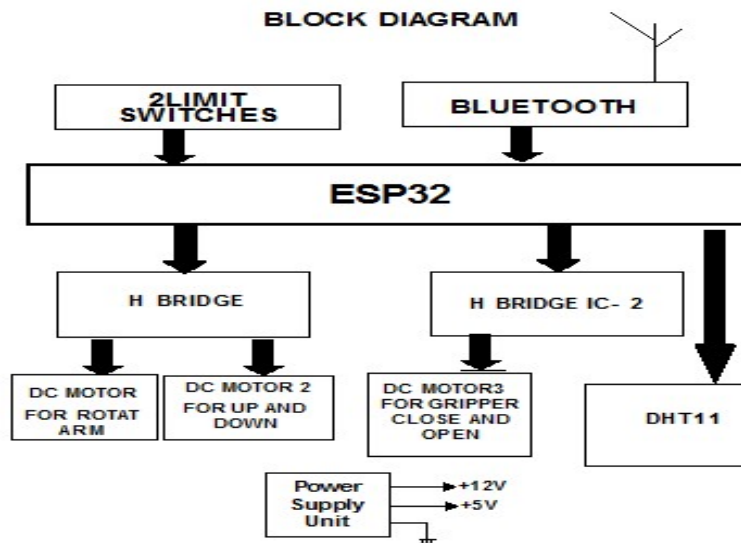 BLOCK DIAGRAM
2LIMIT
SWITCHES
BLUETOOTH
ESP32
H BRIDGE
H BRIDGE IC- 2
DC MOTOR
FOR ROTAT
ARM
DC MOTOR 2
FOR UP AND
DOWN
DC MOTOR3
FOR GRIPPER
CLOSE AND
OPEN
DHT11
Power
Supply
Unit
+12V
+5V